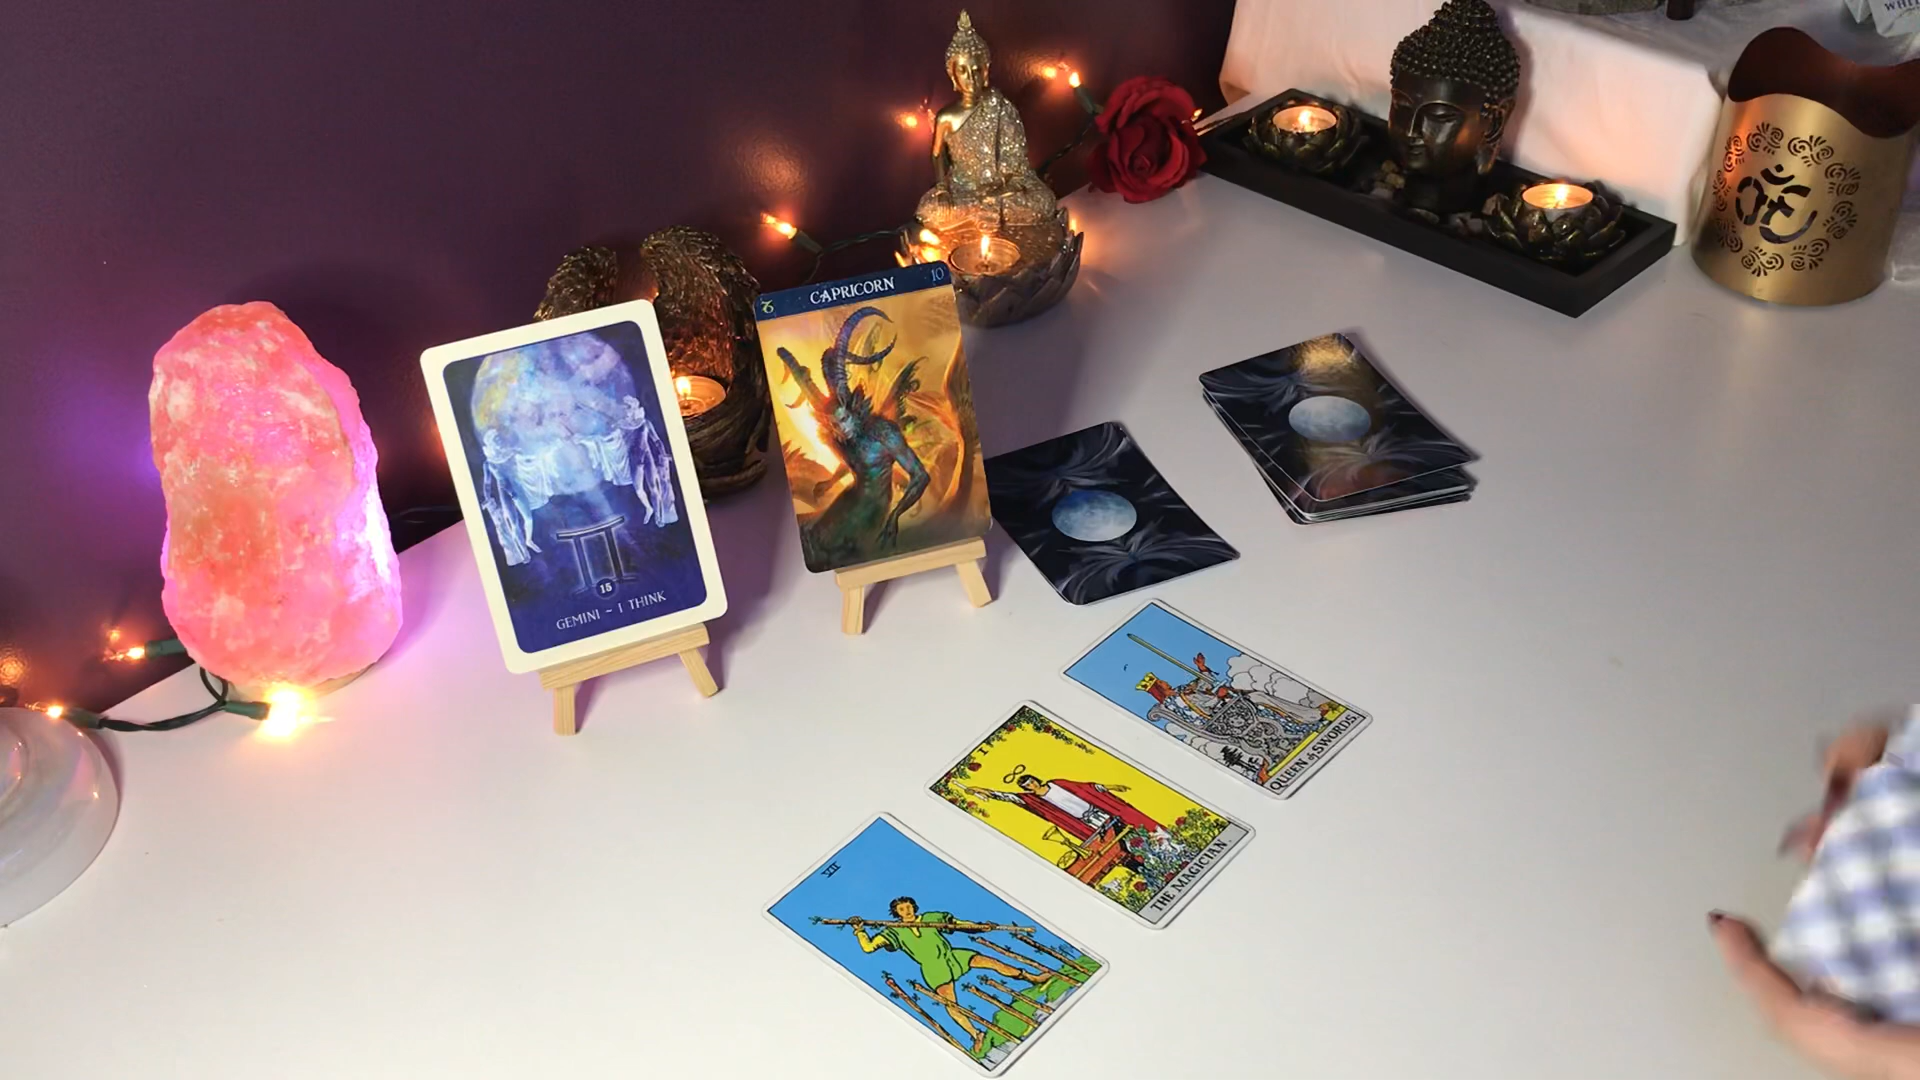 CAPRICORN
10
15
GEMINI ~ I THINK
QUEEN of SWORDS.
I
THE MAGICIAN.
VII